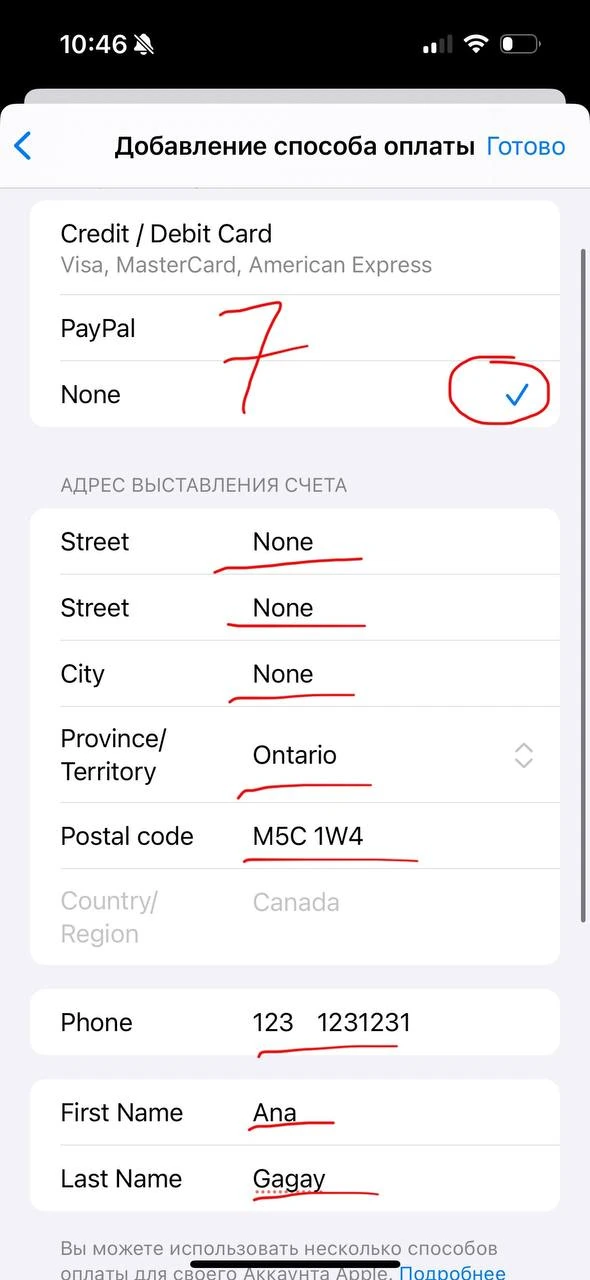 10:46
Добавление способа оплаты Готово
Credit / Debit Card
Visa, MasterCard, American Express
PayPal
7
None
АДРЕС ВЫСТАВЛЕНИЯ СЧЕТА
Street None
Street None
City None
Province/
Territory Ontario
Postal code M5C 1W4
Country/
Region Canada
Phone 123 1231231
First Name Ana
Last Name Gagay
Вы можете использовать несколько способов
оплаты для своего Аккаунта Apple. Подробнее